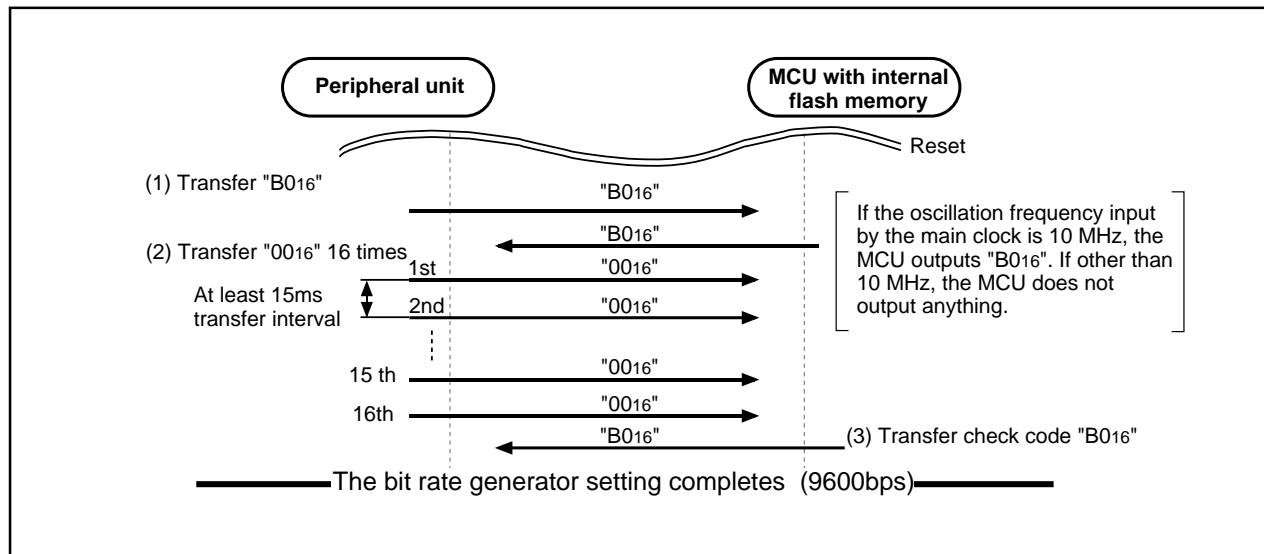 Peripheral unit
MCU with internal
flash memory
Reset
(1) Transfer "B016"
"B016"
"B016"
If the oscillation frequency input
by the main clock is 10 MHz, the
MCU outputs "B016". If other than
10 MHz, the MCU does not
output anything.
(2) Transfer "0016" 16 times
1st
"0016"
At least 15ms
transfer interval
2nd
"0016"
15 th
"0016"
16th
"0016"
"B016"
(3) Transfer check code "B016"
The bit rate generator setting completes (9600bps)